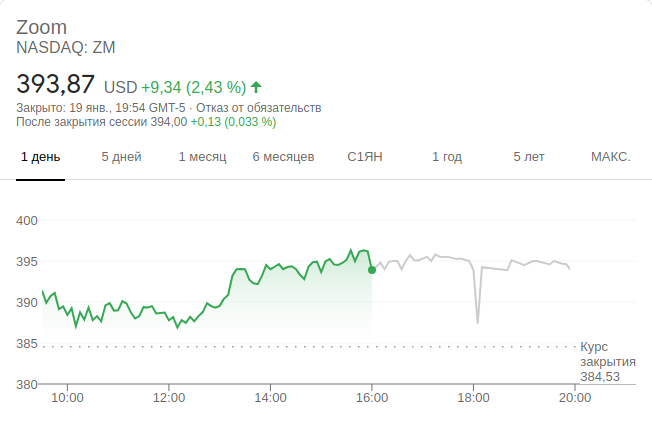 Zoom
NASDAQ: ZM
393,87 USD +9,34 (2,43 %)
Закрыто: 19 янв., 19:54 GMT-5 · Отказ от обязательств
После закрытия сессии 394,00 +0,13 (0,033 %)
1 день 5 дней 1 месяц 6 месяцев С1ЯН 1 год 5 лет МАКС.
400
395
390
385
380
Курс
закрытия
384,53
10:00 12:00 14:00 16:00 18:00 20:00